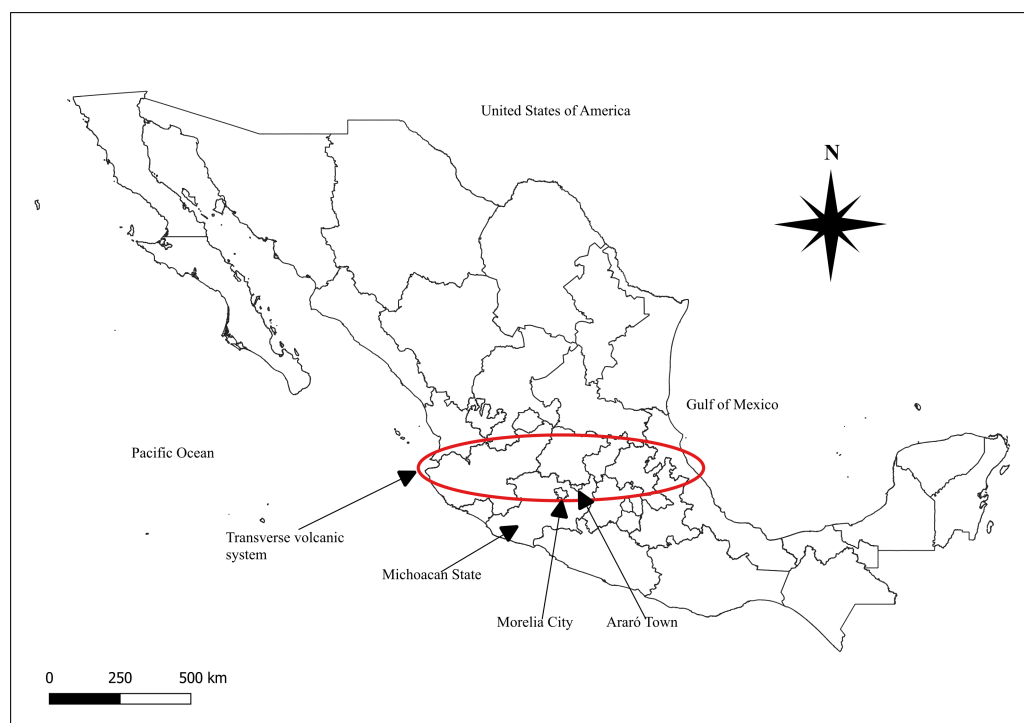 United States of America
N
Gulf of Mexico
Pacific Ocean
Transverse volcanic
system
Michoacan State
Morelia City
Araró Town
0 250 500 km